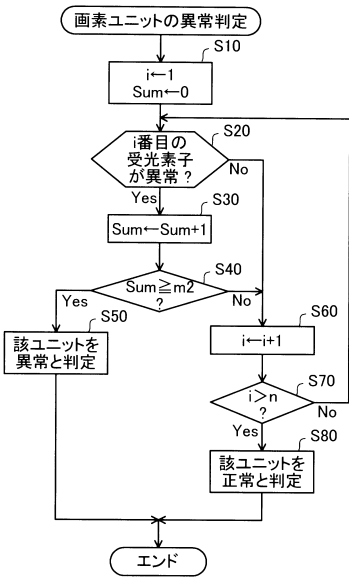 画素ユニットの異常判定
S10
i←1
Sum←0
S20
i番目の
受光素子
が異常?
No
Yes
S30
Sum←Sum+1
S40
Sum≧m2
?
Yes
No
S50
該ユニットを
異常と判定
S60
i←i+1
S70
i>n
?
No
Yes
S80
該ユニットを
正常と判定
エンド